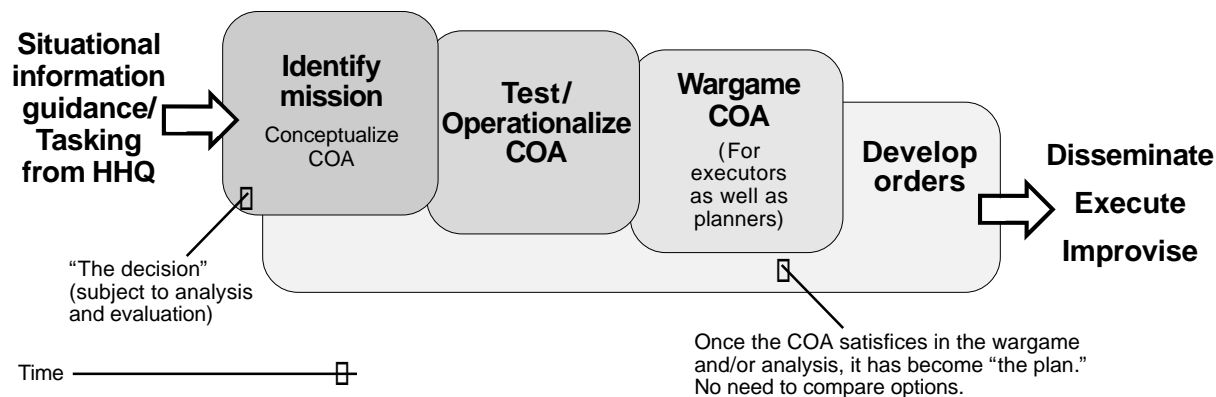 Situational
information
guidance/
Tasking
from HHQ
Identify
mission
Conceptualize
COA
Test/
Operationalize
COA
Wargame
COA
(For
executors
as well as
planners)
Develop
orders
Disseminate
Execute
Improvise
“The decision”
(subject to analysis
and evaluation)
Once the COA satisfices in the wargame
and/or analysis, it has become “the plan.”
No need to compare options.
Time